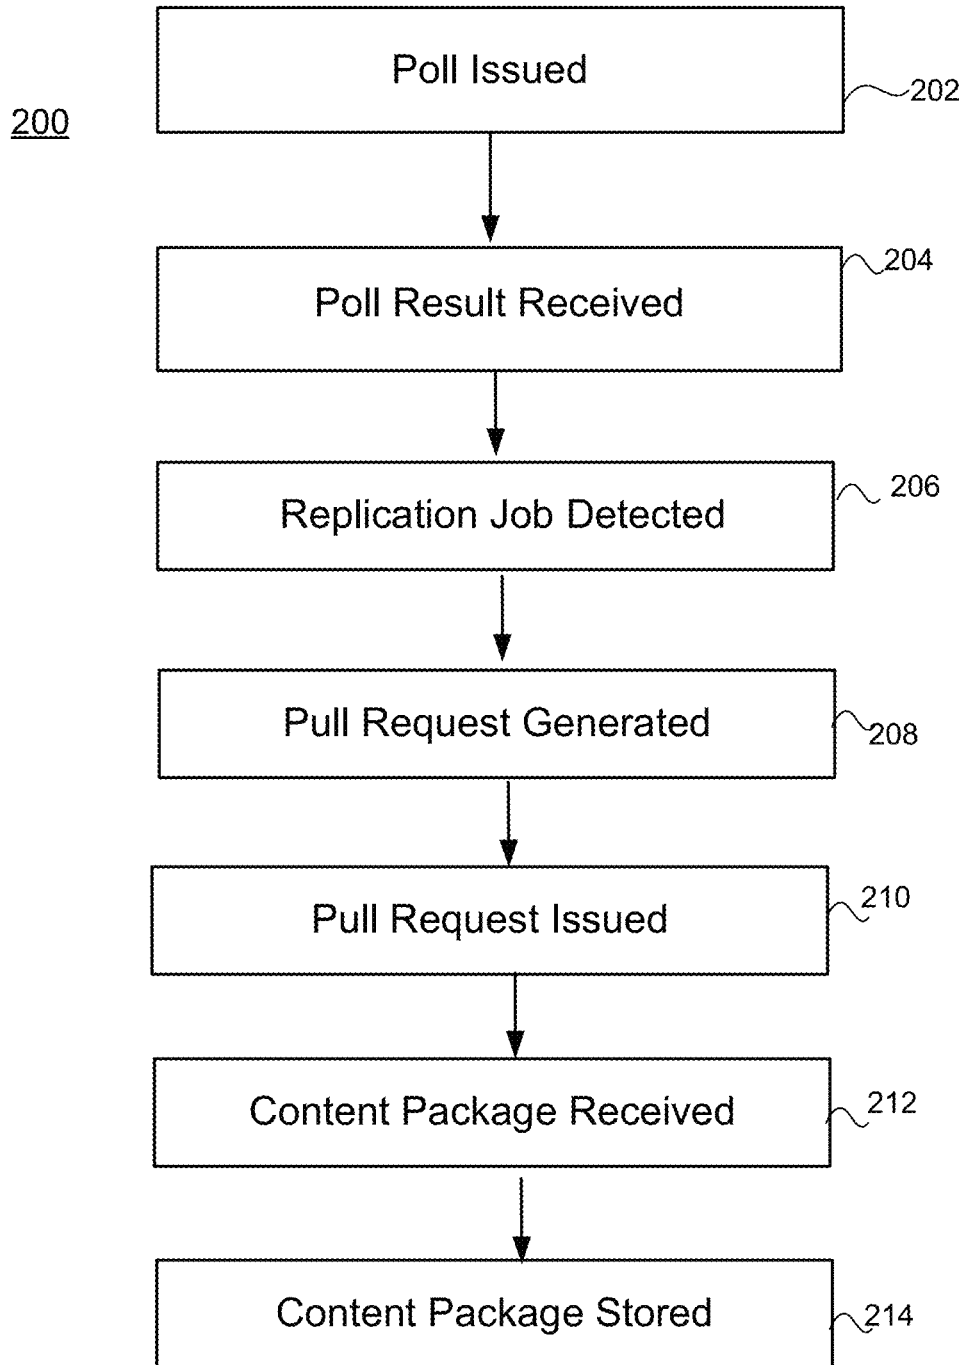 Poll Issued
202
200
Poll Result Received
204
Replication Job Detected
206
Pull Request Generated
208
Pull Request Issued
210
Content Package Received
212
Content Package Stored
214